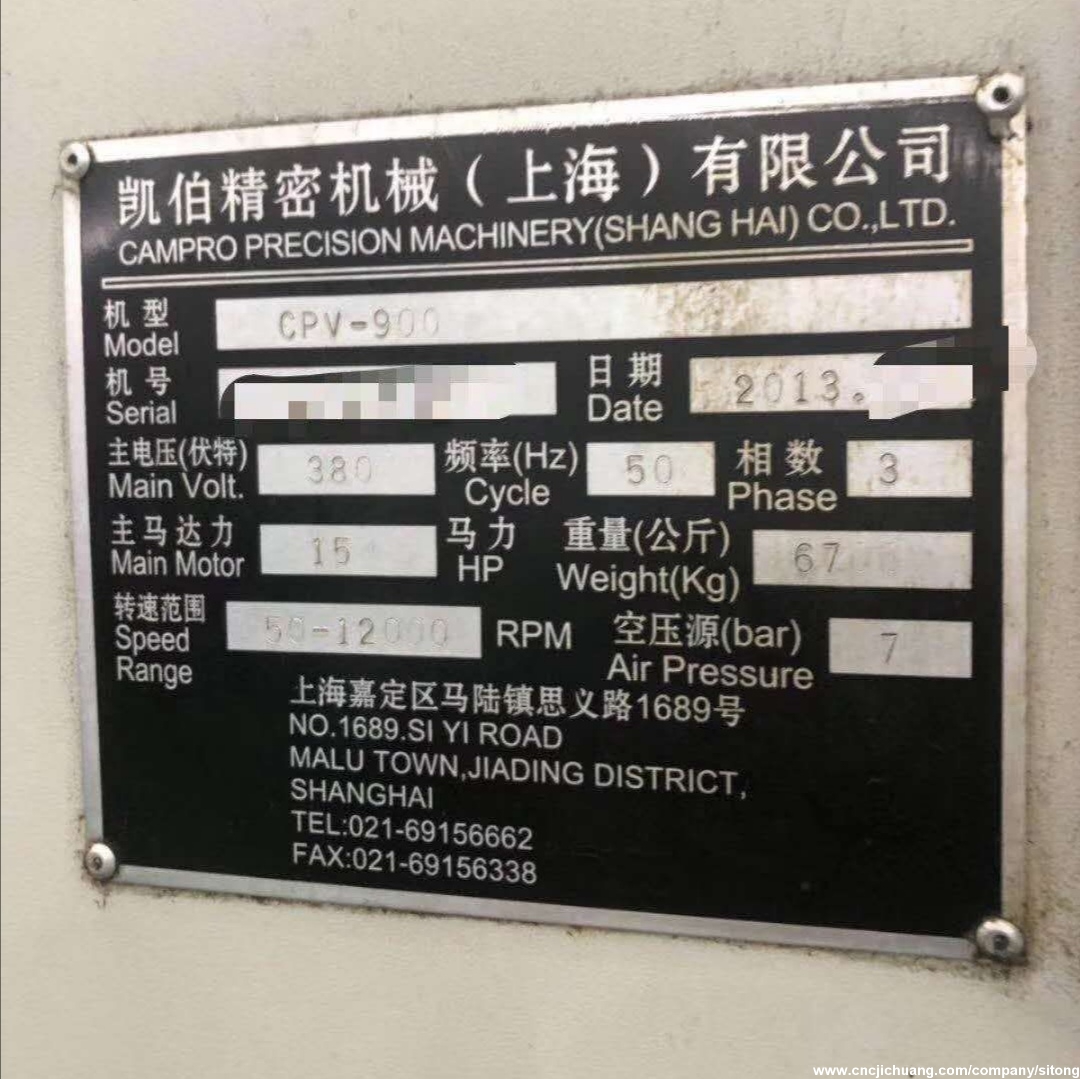 凯伯精密机械（上海）有限公司
CAMPRO PRECISION MACHINERY(SHANG HAI) CO.,LTD.
机型 Model CPV-900
机号 Serial 日期 Date 2013.
主电压(伏特) Main Volt. 380 频率(Hz) Cycle 50 相数 Phase 3
主马达力 Main Motor 15 马力 HP 重量(公斤) Weight(Kg)
转速范围 Speed Range 50-12000 RPM 空压源(bar) Air Pressure 7
上海嘉定区马陆镇思义路1689号
NO.1689.SI YI ROAD
MALU TOWN,JIADING DISTRICT,
SHANGHAI
TEL:021-69156662
FAX:021-69156338
www.cncjichuang.com/company/sitong